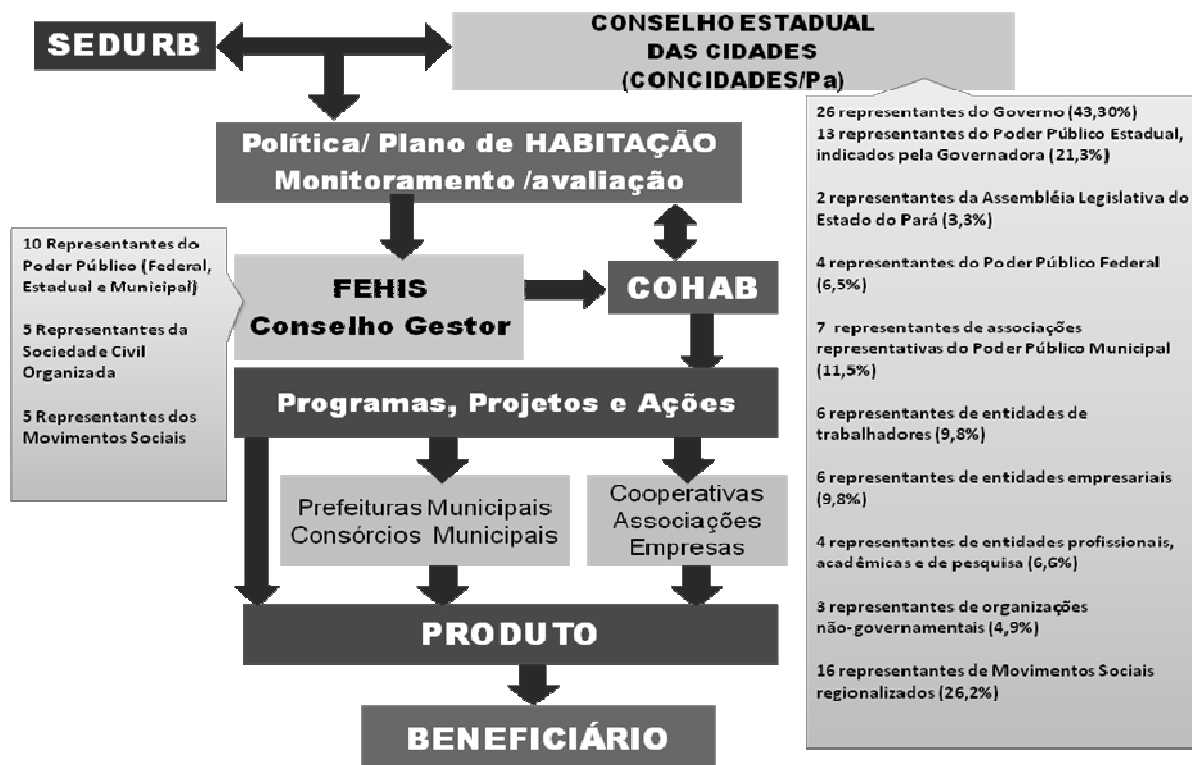 SEDURB
CONSELHO ESTADUAL
DAS CIDADES
(CONCIDADES/Pa)
Política/ Plano de HABITAÇÃO
Monitoramento /avaliação
10 Representantes do
Poder Público (Federal,
Estadual e Municipal)
5 Representantes da
Sociedade Civil
Organizada
5 Representantes dos
Movimentos Sociais
FEHIS
Conselho Gestor
COHAB
Programas, Projetos e Ações
Prefeituras Municipais
Consórcios Municipais
Cooperativas
Associações
Empresas
PRODUTO
BENEFICIÁRIO
26 representantes do Governo (43,30%)
13 representantes do Poder Público Estadual,
indicados pela Governadora (21,3%)
2 representantes da Assembléia Legislativa do
Estado do Pará (3,3%)
4 representantes do Poder Público Federal
(6,5%)
7 representantes de associações
representativas do Poder Público Municipal
(11,5%)
6 representantes de entidades de
trabalhadores (9,8%)
6 representantes de entidades empresariais
(9,8%)
4 representantes de entidades profissionais,
acadêmicas e de pesquisa (6,6%)
3 representantes de organizações
não-governamentais (4,9%)
16 representantes de Movimentos Sociais
regionalizados (26,2%)